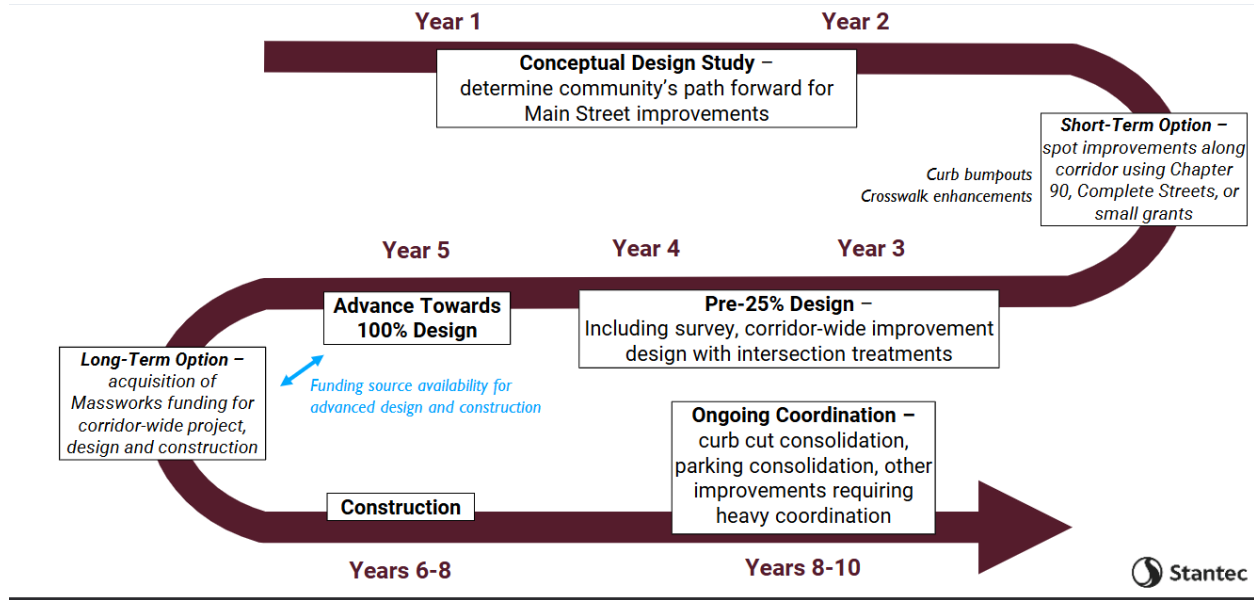 Year 1
Year 2
Conceptual Design Study –
determine community's path forward for
Main Street improvements
Short-Term Option –
spot improvements along
corridor using Chapter
90, Complete Streets, or
small grants
Curb bumpouts
Crosswalk enhancements
Year 3
Year 4
Year 5
Pre-25% Design –
Including survey, corridor-wide improvement
design with intersection treatments
Advance Towards
100% Design
Funding source availability for
advanced design and construction
Long-Term Option –
acquisition of
Massworks funding for
corridor-wide project,
design and construction
Construction
Years 6-8
Ongoing Coordination –
curb cut consolidation,
parking consolidation, other
improvements requiring
heavy coordination
Years 8-10
Stantec